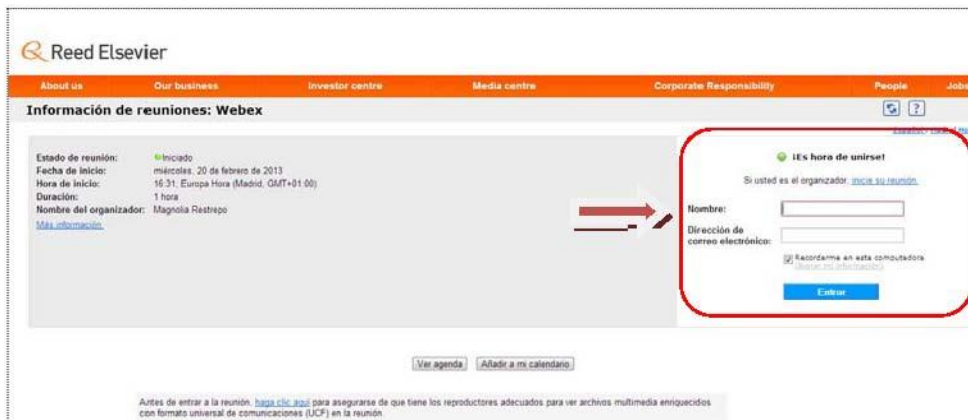 Reed Elsevier
About us Our business Investor centre Media centre Corporate Responsibility People Jobs
Información de reuniones: Webex
?
Estado de reunión: Iniciado
Fecha de inicio: miércoles, 20 de febrero de 2013
Hora de inicio: 16:31, Europa Hora (Madrid, GMT+01:00)
Duración: 1 hora
Nombre del organizador: Magnolia Restrepo
Más información.
¡Es hora de unirse!
Si usted es el organizador, inicie su reunión.
Nombre:
Dirección de
correo electrónico:
Recordarme en esta computadora
(borrar mi información)
Entrar
Ver agenda Añadir a mi calendario
Antes de entrar a la reunión, haga clic aquí para asegurarse de que tiene los reproductores adecuados para ver archivos multimedia enriquecidos
con formato universal de comunicaciones (UCF) en la reunión